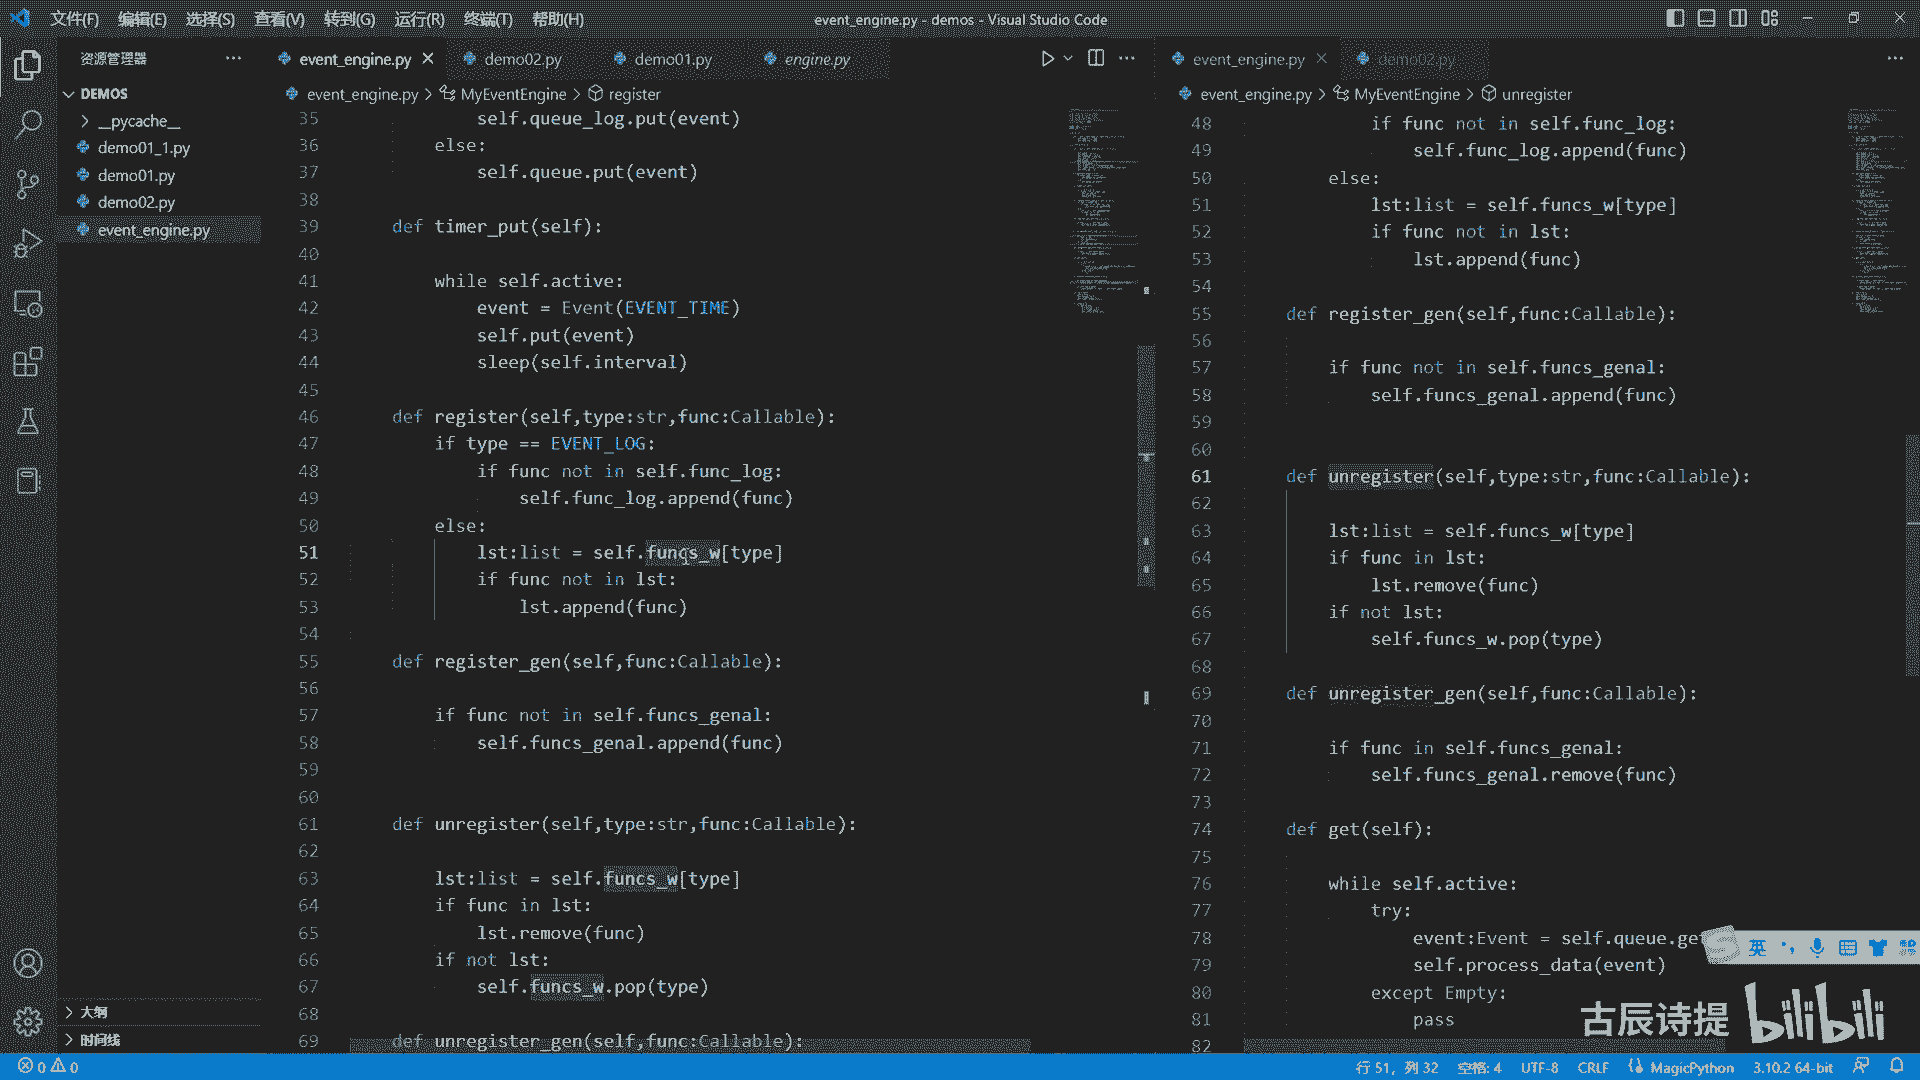 文件(F) 编辑(E) 选择(S) 查看(V) 转到(G) 运行(R) 终端(T) 帮助(H) event_engine.py - demos - Visual Studio Code
资源管理器
DEMOS
__pycache__
demo01_1.py
demo01.py
demo02.py
event_engine.py
大纲
时间线
event_engine.py demo02.py demo01.py engine.py
event_engine.py > MyEventEngine > register
35 self.queue_log.put(event)
36 else:
37 self.queue.put(event)
38
39 def timer_put(self):
40
41 while self.active:
42 event = Event(EVENT_TIME)
43 self.put(event)
44 sleep(self.interval)
45
46 def register(self,type:str,func:Callable):
47 if type == EVENT_LOG:
48 if func not in self.func_log:
49 self.func_log.append(func)
50 else:
51 lst:list = self.funcs_w[type]
52 if func not in lst:
53 lst.append(func)
54
55 def register_gen(self,func:Callable):
56
57 if func not in self.funcs_genal:
58 self.funcs_genal.append(func)
59
60
61 def unregister(self,type:str,func:Callable):
62
63 lst:list = self.funcs_w[type]
64 if func in lst:
65 lst.remove(func)
66 if not lst:
67 self.funcs_w.pop(type)
68
69 def unregister_gen(self,func:Callable):
event_engine.py demo02.py
event_engine.py > MyEventEngine > unregister
48 if func not in self.func_log:
49 self.func_log.append(func)
50 else:
51 lst:list = self.funcs_w[type]
52 if func not in lst:
53 lst.append(func)
54
55 def register_gen(self,func:Callable):
56
57 if func not in self.funcs_genal:
58 self.funcs_genal.append(func)
59
60
61 def unregister(self,type:str,func:Callable):
62
63 lst:list = self.funcs_w[type]
64 if func in lst:
65 lst.remove(func)
66 if not lst:
67 self.funcs_w.pop(type)
68
69 def unregister_gen(self,func:Callable):
70
71 if func in self.funcs_genal:
72 self.funcs_genal.remove(func)
73
74 def get(self):
75
76 while self.active:
77 try:
78 event:Event = self.queue.ge
79 self.process_data(event)
80 except Empty:
81 pass
82
英
古辰诗提 bilibili
0 0 行 51，列 32 空格: 4 UTF-8 CRLF MagicPython 3.10.2 64-bit